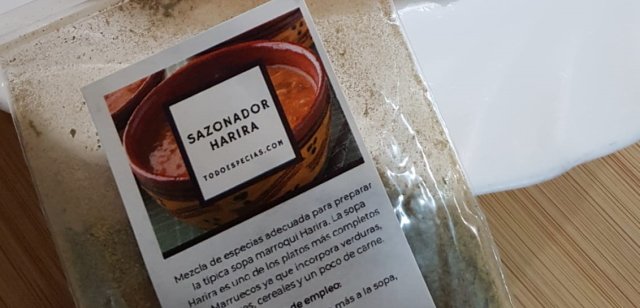 SAZONADOR
HARIRA
TODOESPECIAS.COM
Mezcla de especias adecuada para preparar
la típica sopa marroqui Harira. La sopa
Harira es uno de los platos más completos
Marruecos ya que incorpora verduras,
cereales y un poco de carne.
de empleo:
más a la sopa,